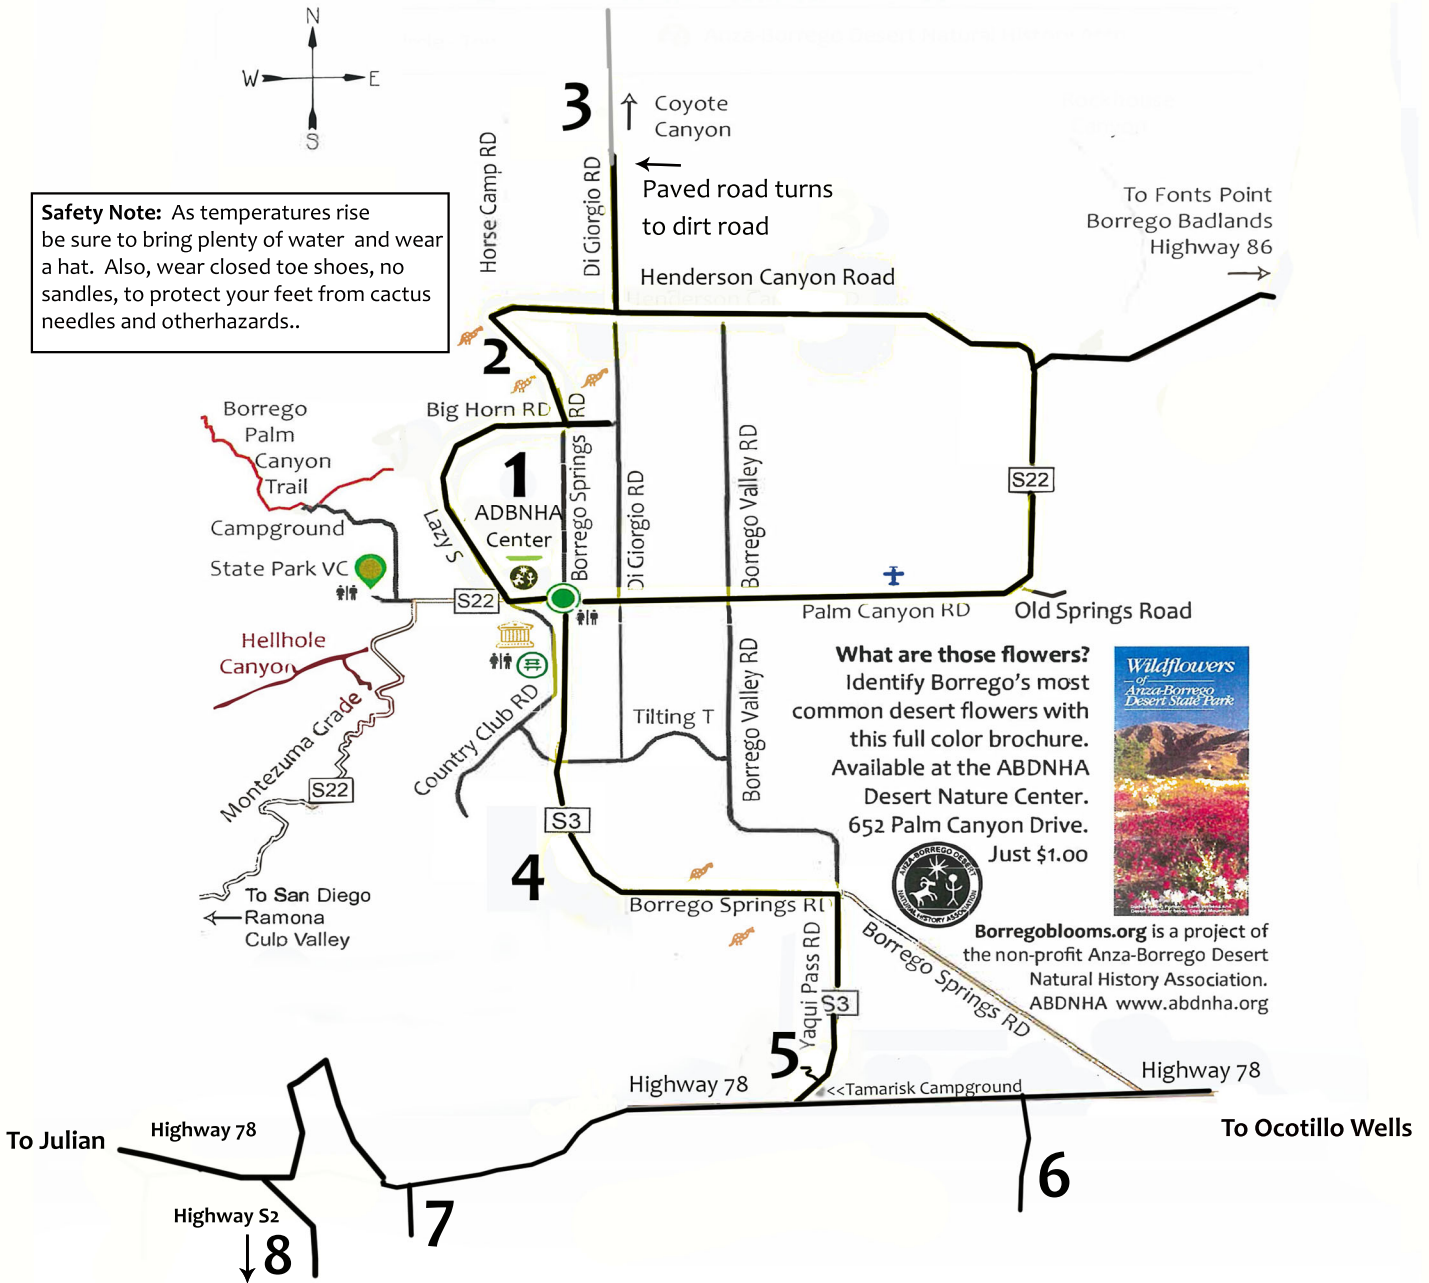 N
W
E
S
3
Coyote
Canyon
Horse Camp RD
Di Giorgio RD
Paved road turns
to dirt road
To Fonts Point
Borrego Badlands
Highway 86
Safety Note: As temperatures rise
be sure to bring plenty of water and wear
a hat. Also, wear closed toe shoes, no
sandles, to protect your feet from cactus
needles and otherhazards..
Henderson Canyon Road
2
Big Horn RD
Borrego
Palm
Canyon
Trail
Campground
State Park VC
1
ADBNHA
Center
Lazy S
Borrego Springs RD
Di Giorgio RD
Borrego Valley RD
S22
S22
Palm Canyon RD
Old Springs Road
Hellhole
Canyon
Montezuma Grade
S22
Country Club RD
Tilting T
Borrego Valley RD
What are those flowers?
Identify Borrego's most
common desert flowers with
this full color brochure.
Available at the ABDNHA
Desert Nature Center.
652 Palm Canyon Drive.
Just $1.00
Wildflowers
of
Anza-Borrego
Desert State Park
ANZA-BORREGO DESERT
NATURAL HISTORY ASSOCIATION
S3
4
To San Diego
Ramona
Culp Valley
Borrego Springs RD
Borregoblooms.org is a project of
the non-profit Anza-Borrego Desert
Natural History Association.
ABDNHA www.abdnha.org
Yaqui Pass RD
S3
Borrego Springs RD
5
Highway 78
<<Tamarisk Campground
Highway 78
To Julian
Highway 78
To Ocotillo Wells
6
Highway S2
7
8